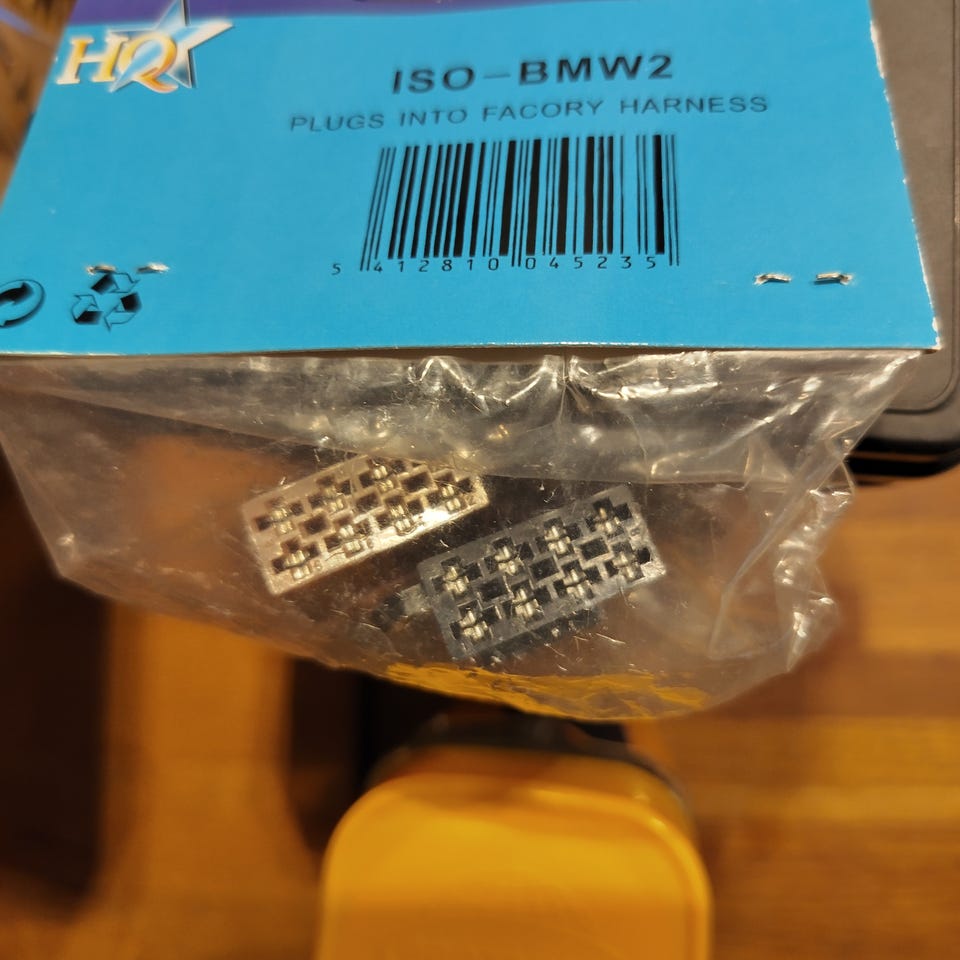 HQ
ISO-BMW2
PLUGS INTO FACORY HARNESS
5 412810 045235